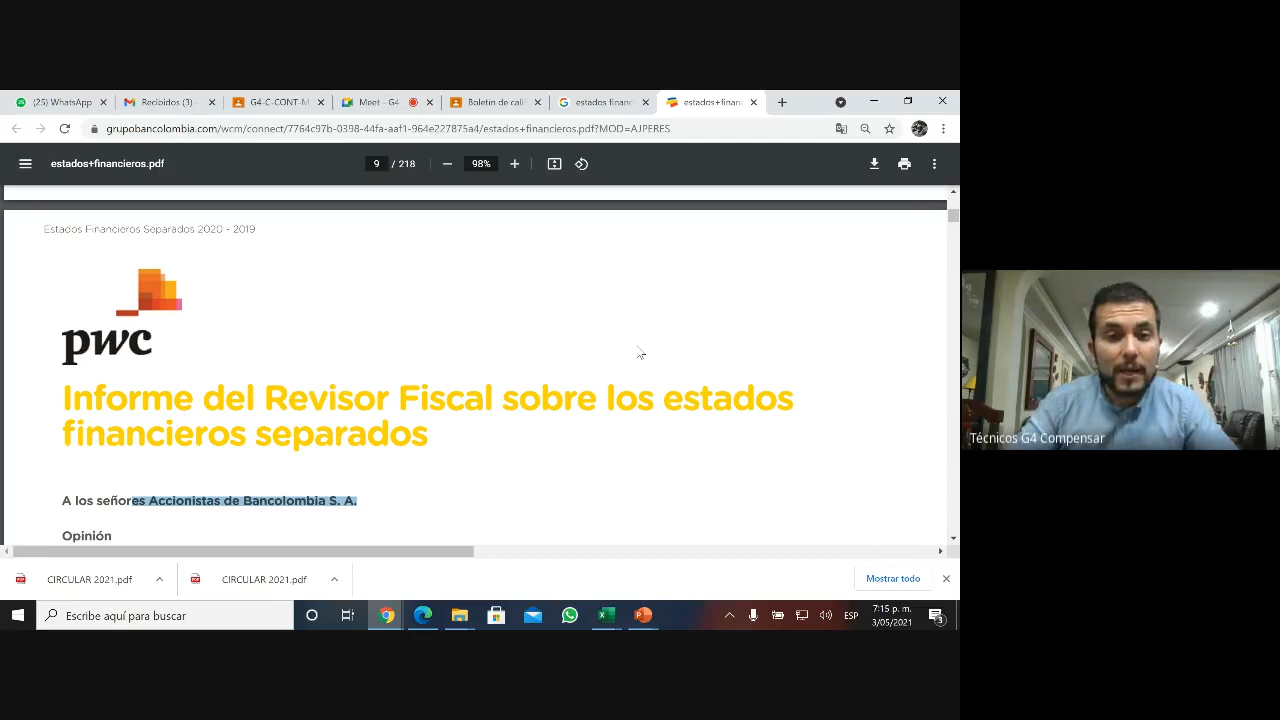 (25) WhatsApp
Recibidos (3) -
G4-C-CONT-M
Meet - G4
Boletín de cali
estados financ
estados+finan
grupobancolombia.com/wcm/connect/7764c97b-0398-44fa-aaf1-964e227875a4/estados+financieros.pdf?MOD=AJPERES
estados+financieros.pdf
9 / 218
98%
Estados Financieros Separados 2020 - 2019
pwc
Informe del Revisor Fiscal sobre los estados
financieros separados
A los señores Accionistas de Bancolombia S. A.
Opinión
Técnicos G4 Compensar
CIRCULAR 2021.pdf
CIRCULAR 2021.pdf
Mostrar todo
Escribe aquí para buscar
ESP
7:15 p. m.
3/05/2021
3